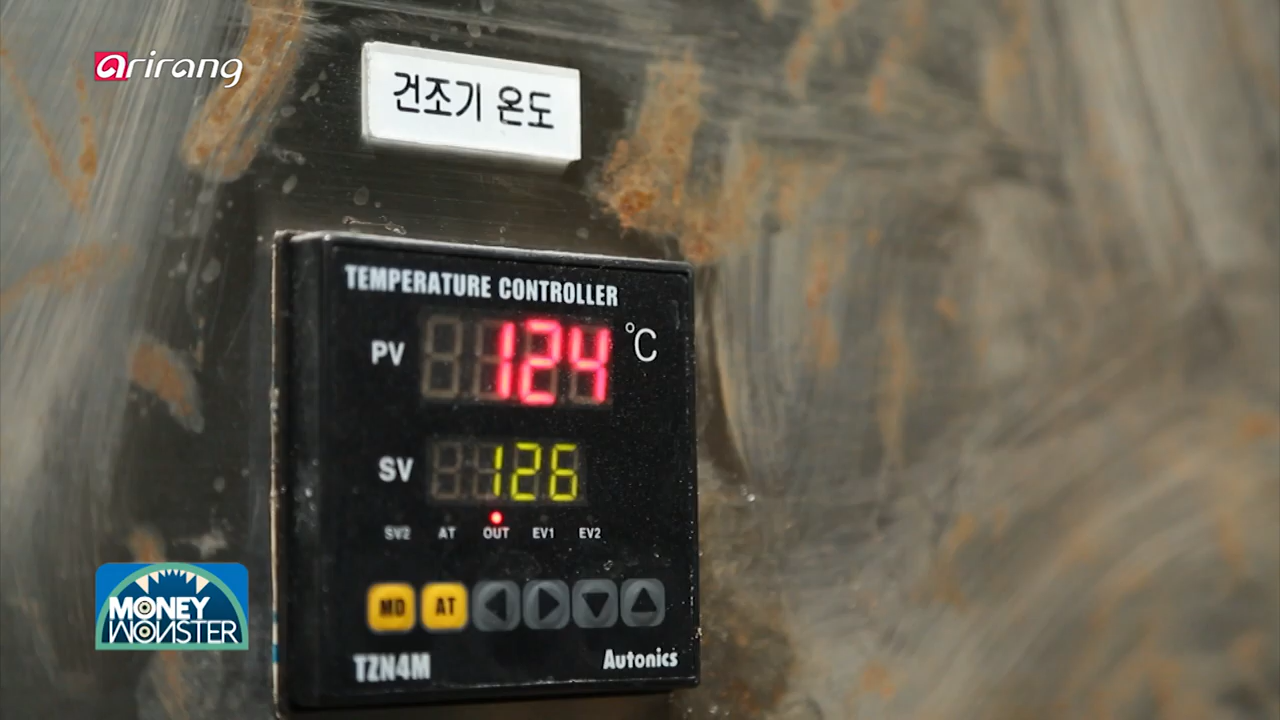 arirang
건조기 온도
TEMPERATURE CONTROLLER
PV 124 °C
SV 126
SV2 AT OUT EV1 EV2
MD AT
TZN4M Autonics
MONEY
MONSTER